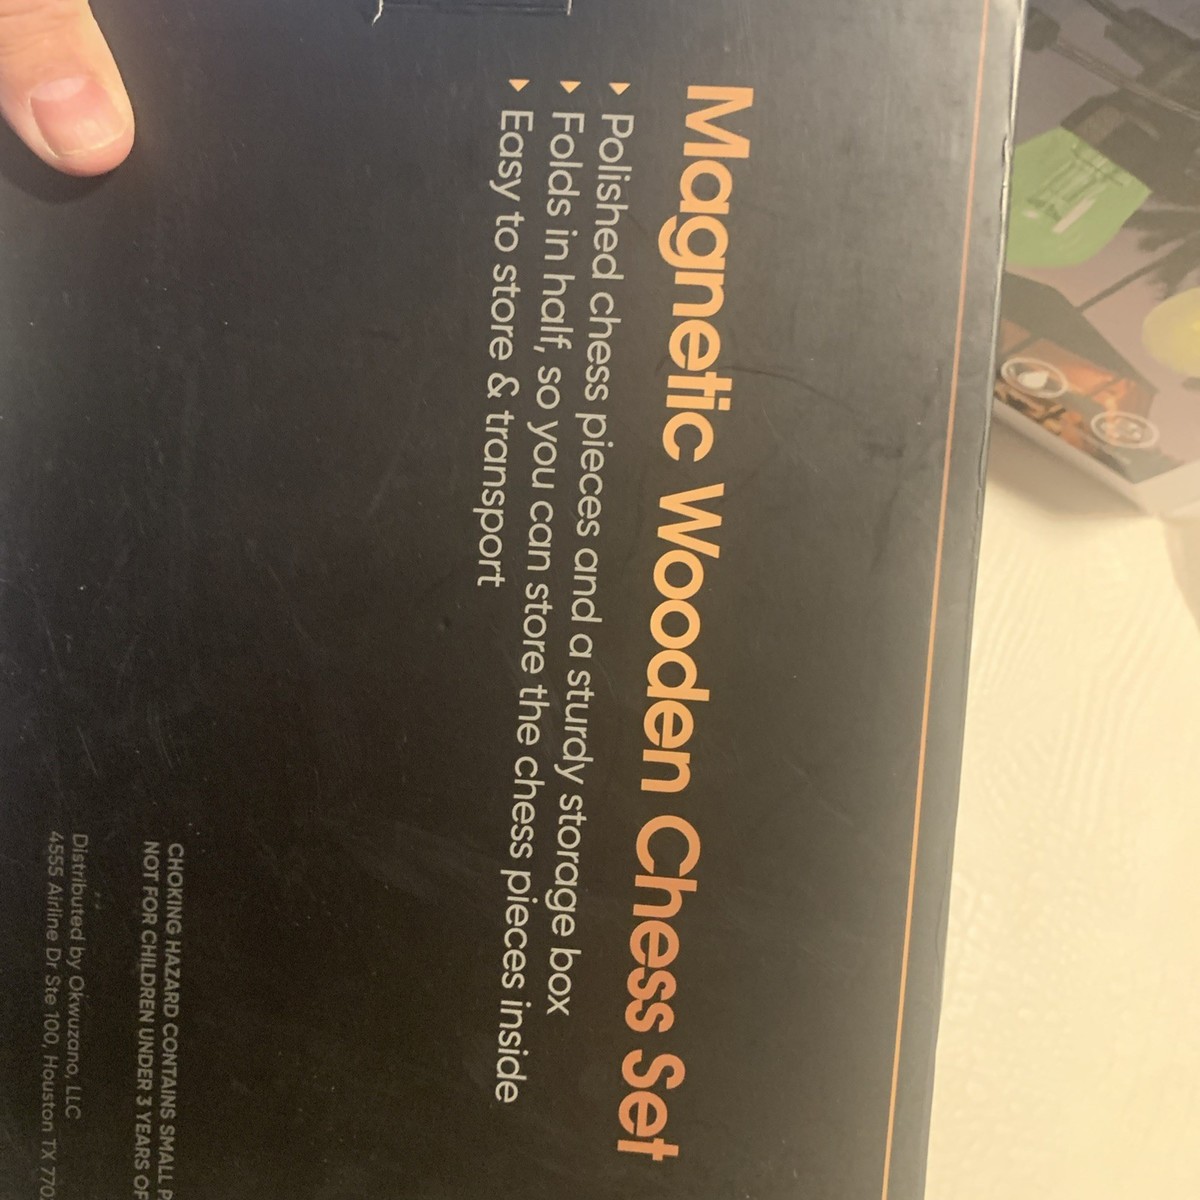 Magnetic Wooden Chess Set
Polished chess pieces and a sturdy storage box
Folds in half, so you can store the chess pieces inside
Easy to store & transport
CHOKING HAZARD CONTAINS SMALL P
NOT FOR CHILDREN UNDER 3 YEARS OF
Distributed by Okwuzano, LLC
4555 Airline Dr Ste 100, Houston TX 770